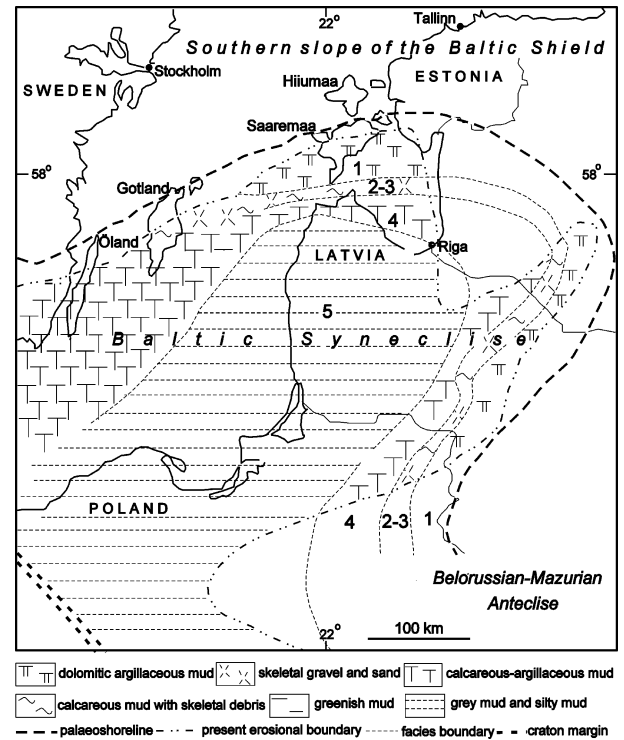 22°
Tallinn
Southern slope of the Baltic Shield
Stockholm
ESTONIA
SWEDEN
Hiiumaa
Saaremaa
58°
1
58°
Gotland
2-3
4
Öland
Riga
LATVIA
5
Baltic Syneclise
POLAND
4
2-3
1
Belorussian-Mazurian
Anteclise
22°
100 km
dolomitic argillaceous mud
skeletal gravel and sand
calcareous-argillaceous mud
calcareous mud with skeletal debris
greenish mud
grey mud and silty mud
palaeoshoreline
present erosional boundary
facies boundary
craton margin